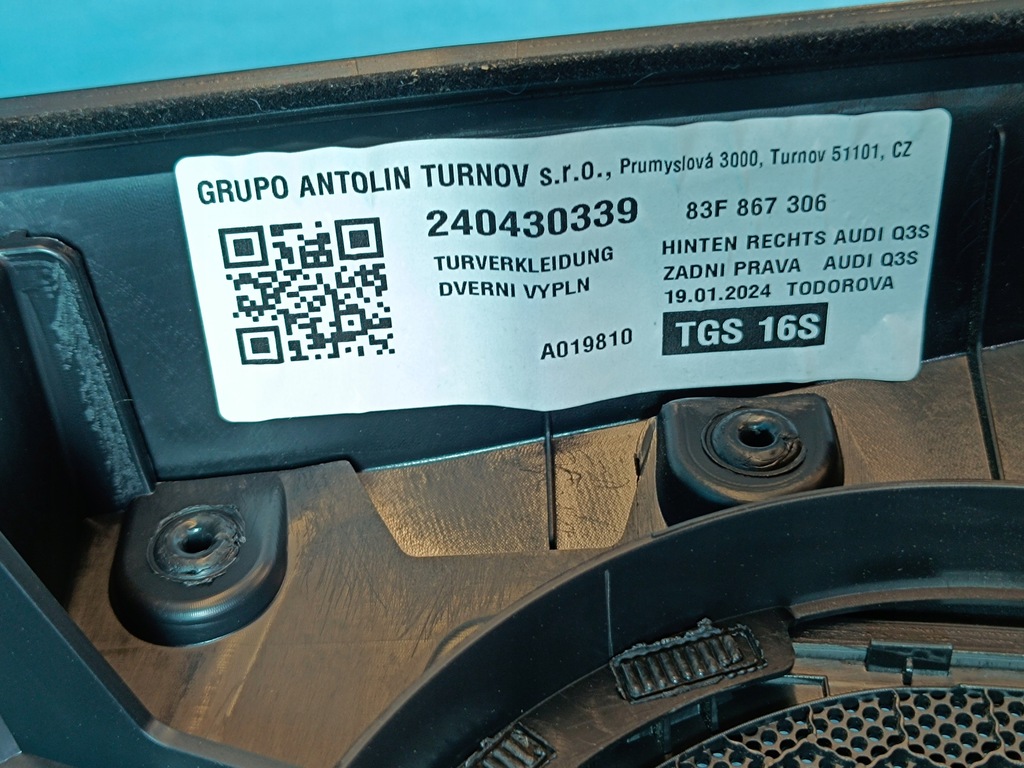 GRUPO ANTOLIN TURNOV s.r.o., Prumyslová 3000, Turnov 51101, CZ
240430339 83F 867 306
TURVERKLEIDUNG HINTEN RECHTS AUDI Q3S
DVERNI VYPLN ZADNI PRAVA AUDI Q3S
19.01.2024 TODOROVA
A019810 TGS 16S